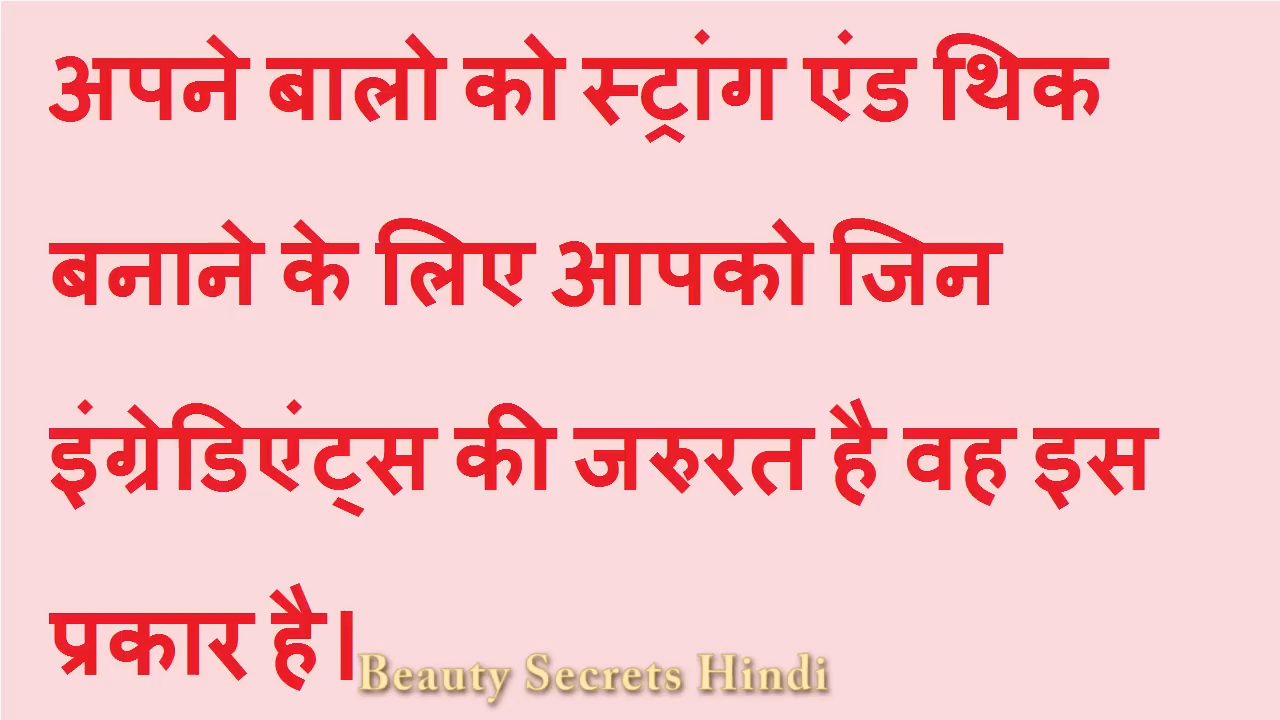 अपने बालो को स्ट्रांग एंड थिक
बनाने के लिए आपको जिन
इंग्रेडिएंट्स की जरुरत है वह इस
प्रकार है।
Beauty Secrets Hindi